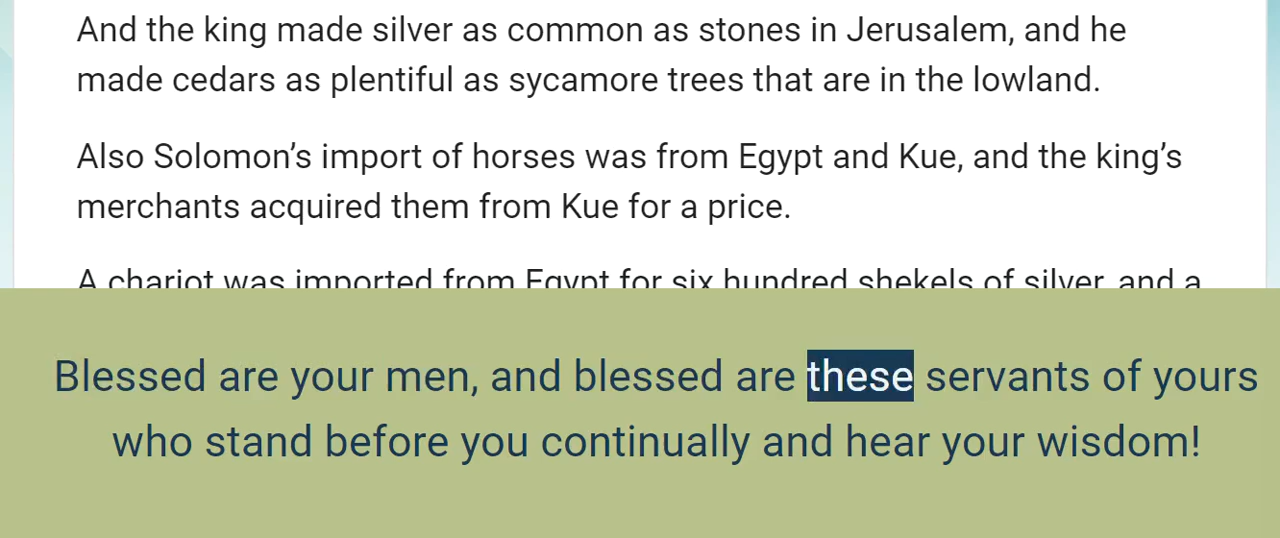 And the king made silver as common as stones in Jerusalem, and he
made cedars as plentiful as sycamore trees that are in the lowland.
Also Solomon’s import of horses was from Egypt and Kue, and the king’s
merchants acquired them from Kue for a price.
A chariot was imported from Egypt for six hundred shekels of silver, and a
Blessed are your men, and blessed are these servants of yours
who stand before you continually and hear your wisdom!